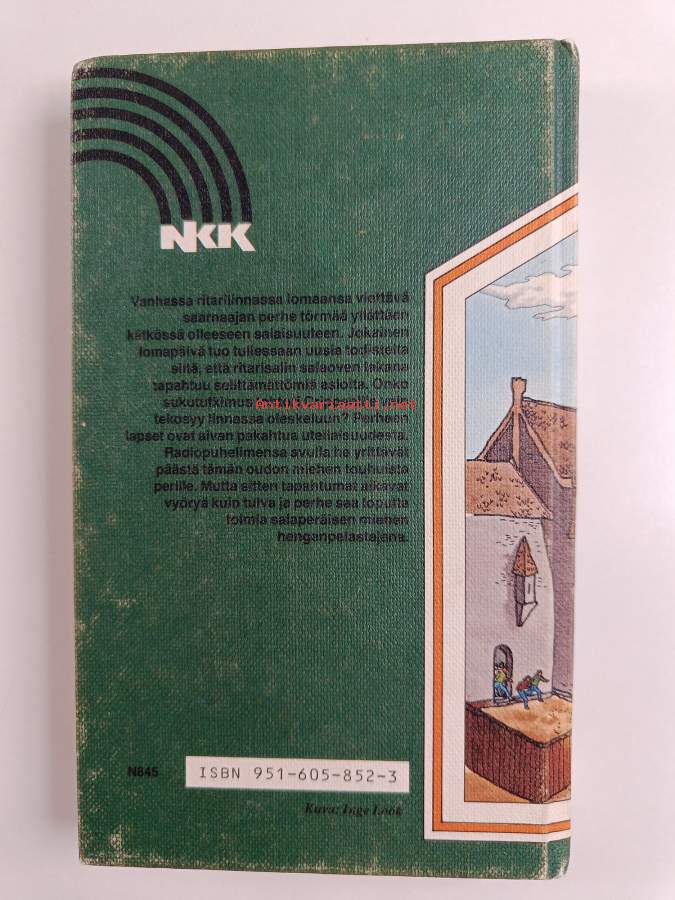 NKK
Vanhassa ritarilinnassa lomaansa viettävä
saarnaajan perhe törmää yllättäen
kätkössä olleeseen salaisuuteen. Jokainen
lomapäivä tuo tullessaan uusia todisteita
siitä, että ritarisalin salaoven takana
tapahtuu selittämättömiä asioita. Onko
sukututkimus
Antikvariaatti.net
tekosyy linnassa oleskeluun? Perheen
lapset ovat aivan pakahtua uteliaisuudesta.
Radiopuhelimensa avulla he yrittävät
päästä tämän oudon miehen touhuista
perille. Mutta sitten tapahtumat alkavat
vyöryä kuin tulva ja perhe saa lopulta
toimia salaperäisen miehen
hengenpelastajana.
N845
ISBN 951-605-852-3
Kuva: Inge Löök